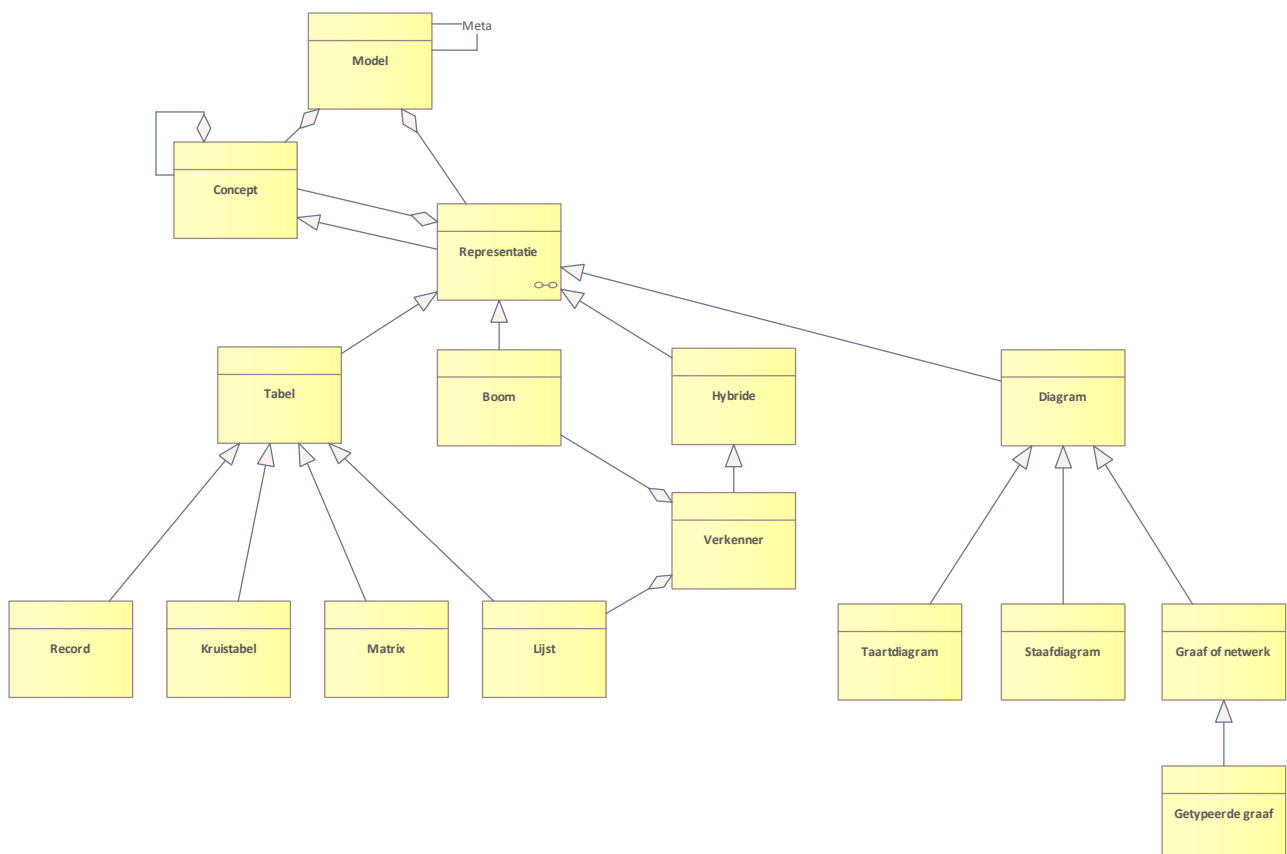 Meta
Model
Concept
Representatie
Tabel
Boom
Hybride
Diagram
Verkenner
Record
Kruistabel
Matrix
Lijst
Taartdiagram
Staafdiagram
Graaf of netwerk
Getypeerde graaf